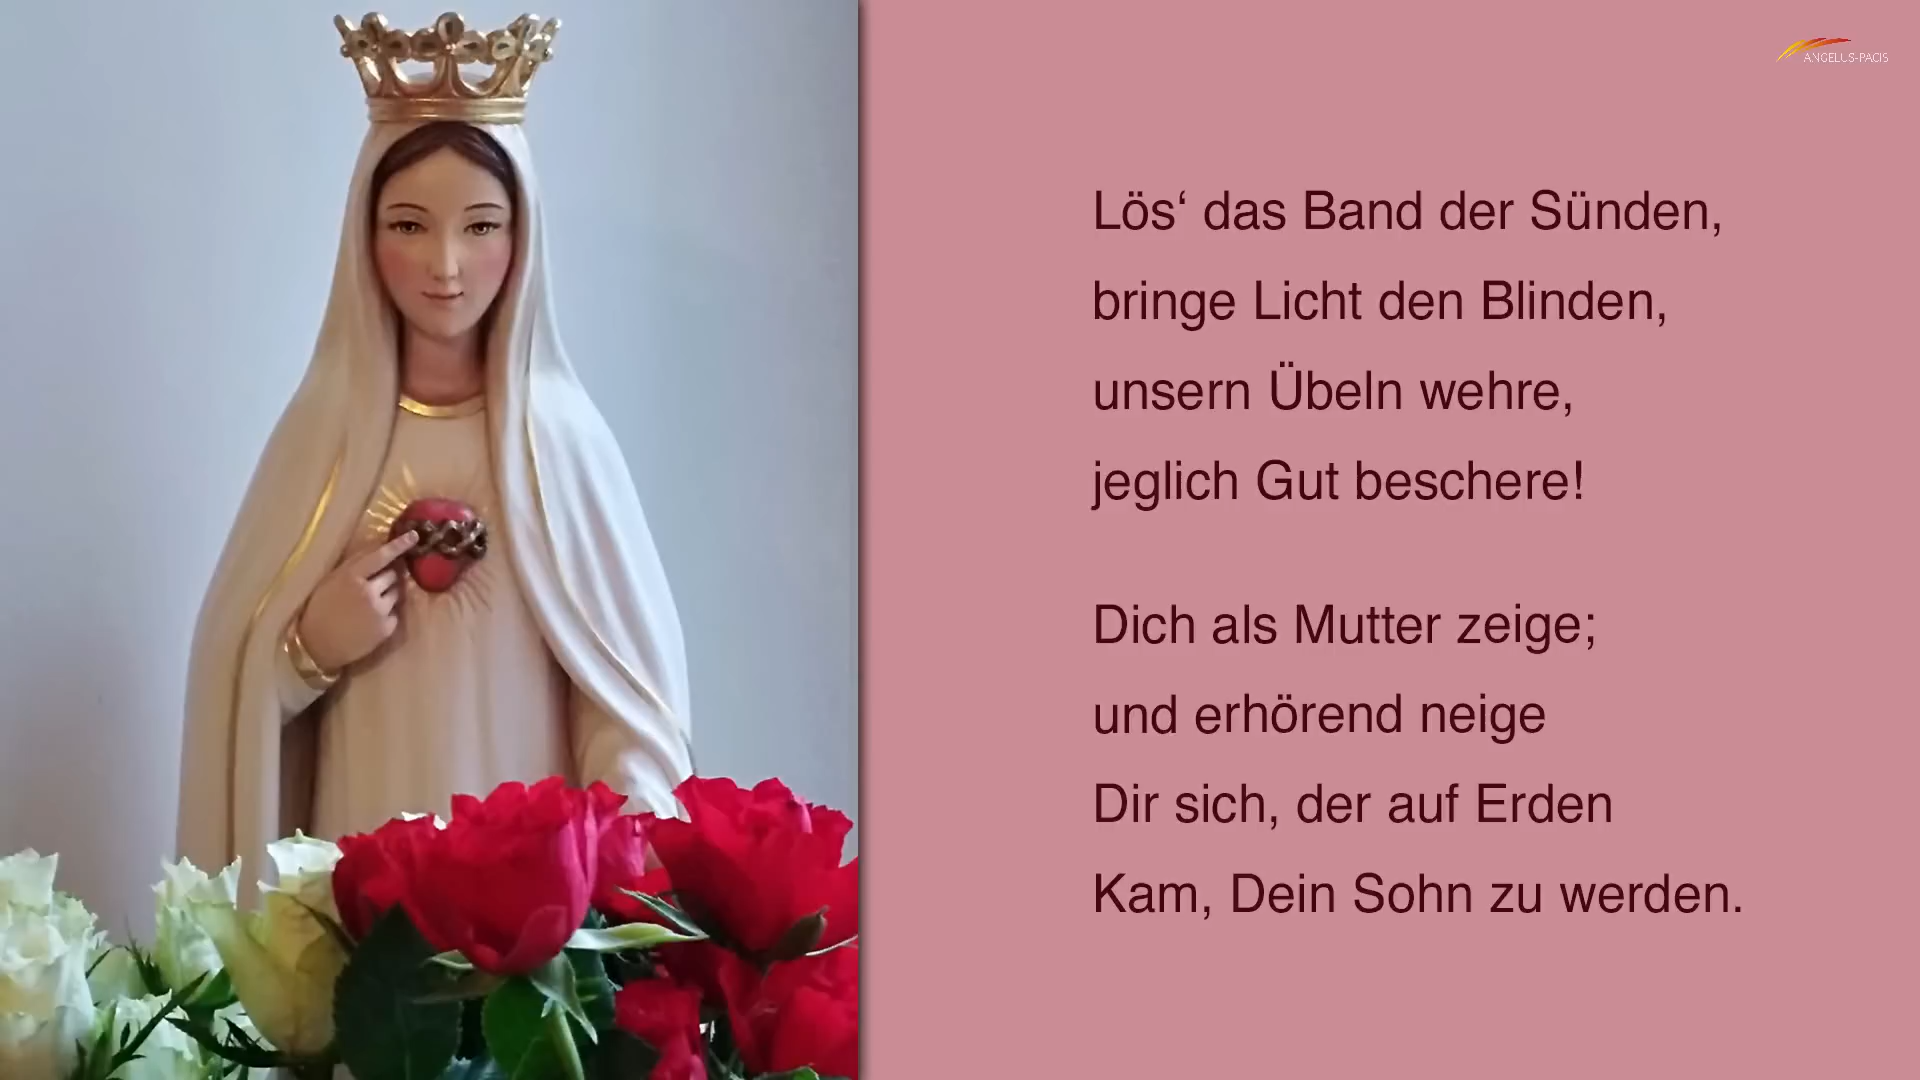 ANGELUS-PACIS
Lös‘ das Band der Sünden,
bringe Licht den Blinden,
unsern Übeln wehre,
jeglich Gut beschere!
Dich als Mutter zeige;
und erhörend neige
Dir sich, der auf Erden
Kam, Dein Sohn zu werden.